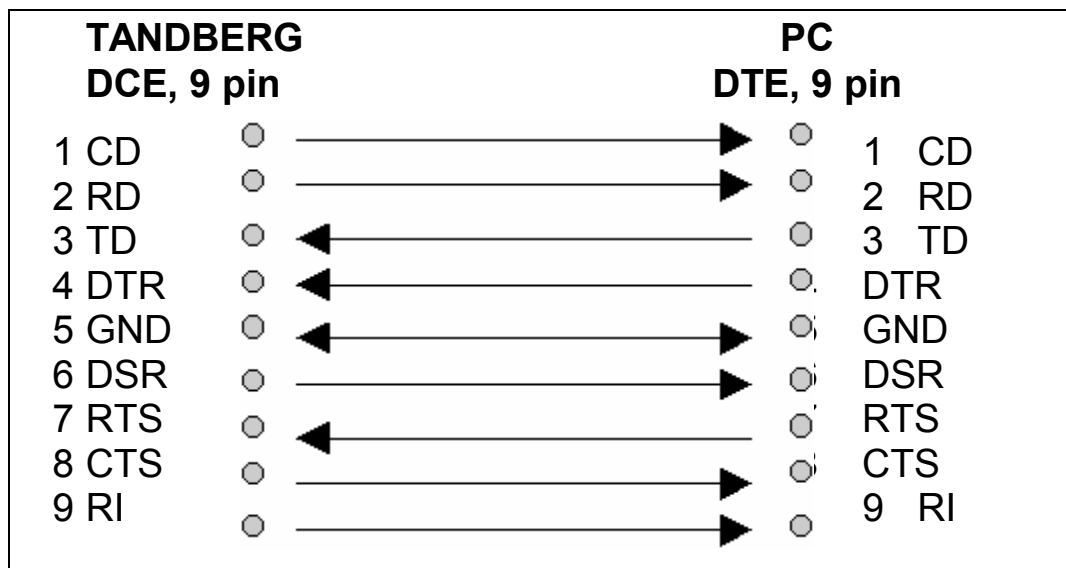 TANDBERG PC
DCE, 9 pin DTE, 9 pin
1 CD 1 CD
2 RD 2 RD
3 TD 3 TD
4 DTR DTR
5 GND GND
6 DSR DSR
7 RTS RTS
8 CTS CTS
9 RI 9 RI